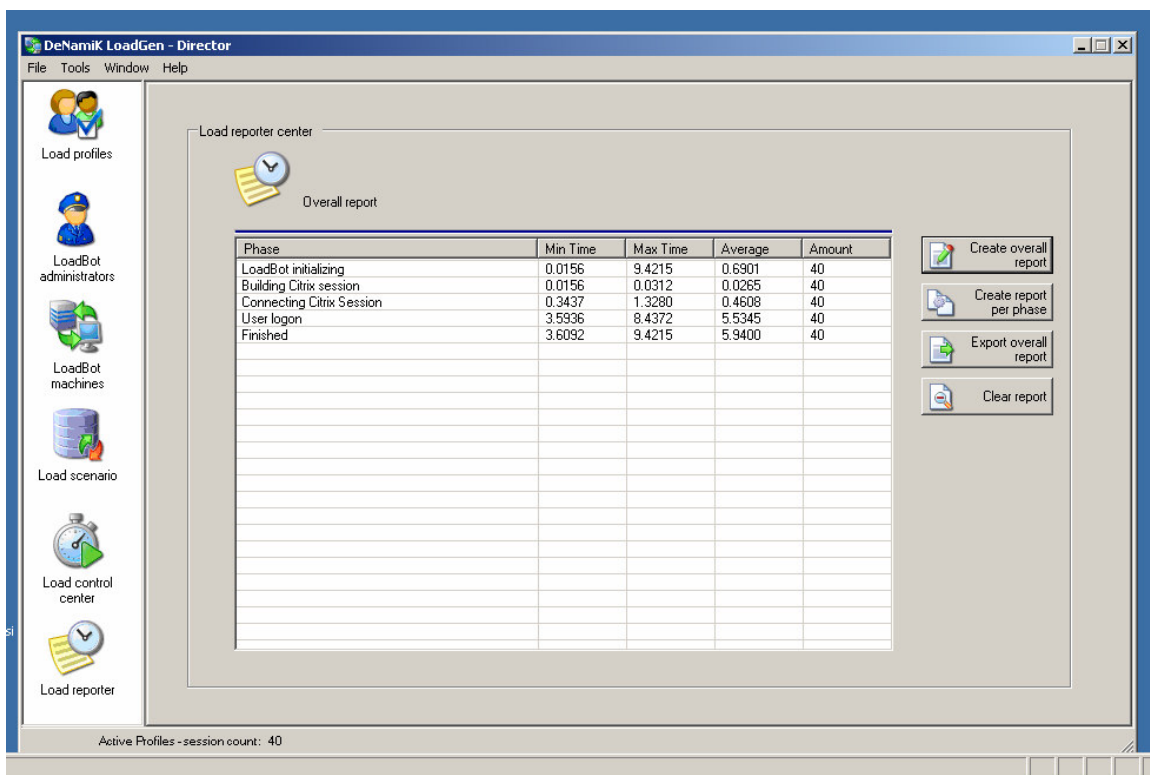 DeNamiK LoadGen - Director
File Tools Window Help
Load profiles
LoadBot
administrators
LoadBot
machines
Load scenario
Load control
center
Load reporter
Load reporter center
Overall report
Phase Min Time Max Time Average Amount
LoadBot initializing 0.0156 9.4215 0.6901 40
Building Citrix session 0.0156 0.0312 0.0265 40
Connecting Citrix Session 0.3437 1.3280 0.4608 40
User logon 3.5936 8.4372 5.5345 40
Finished 3.6092 9.4215 5.9400 40
Create overall
report
Create report
per phase
Export overall
report
Clear report
si
Active Profiles - session count: 40